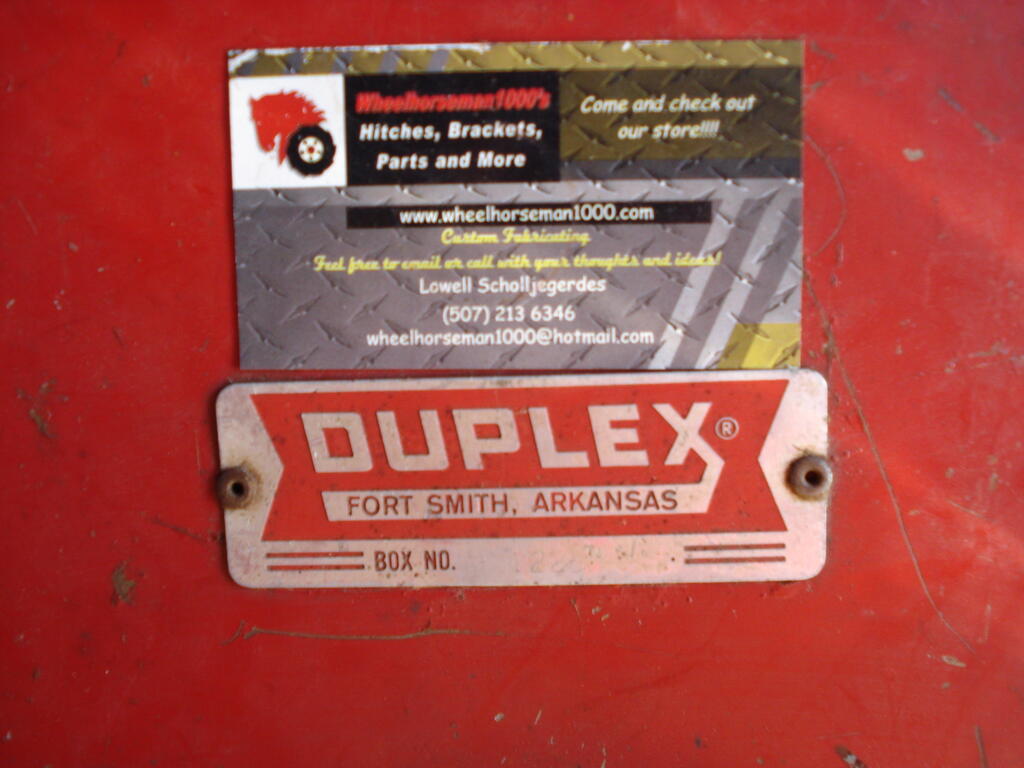 Wheelhorseman1000's
Hitches, Brackets,
Parts and More
Come and check out
our store!!!!
www.wheelhorseman1000.com
Custom Fabricating
Feel free to email or call with your thoughts and ideas!
Lowell Scholljegerdes
(507) 213 6346
wheelhorseman1000@hotmail.com
DUPLEX®
FORT SMITH, ARKANSAS
BOX NO.